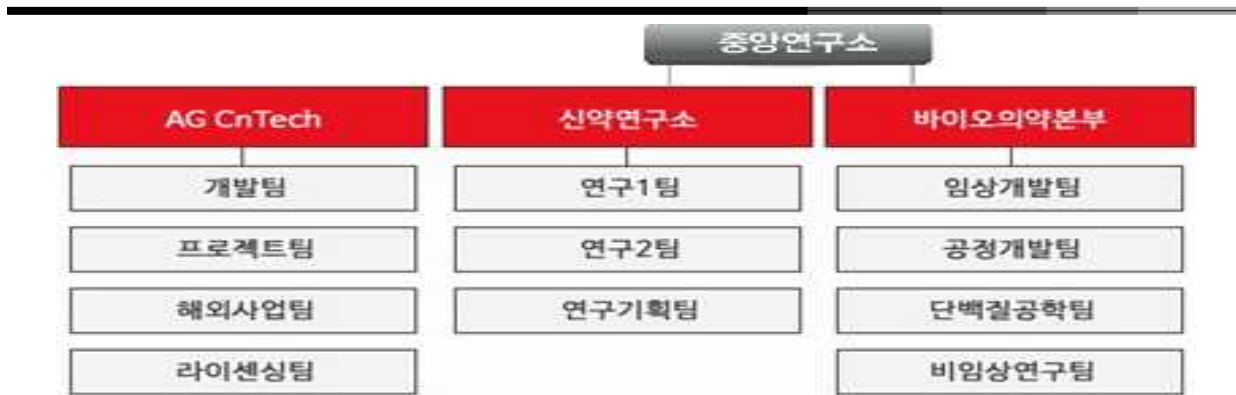 중앙연구소
AG CnTech
신약연구소
바이오의약본부
개발팀
연구1팀
임상개발팀
프로젝트팀
연구2팀
공정개발팀
해외사업팀
연구기획팀
단백질공학팀
라이센싱팀
비임상연구팀